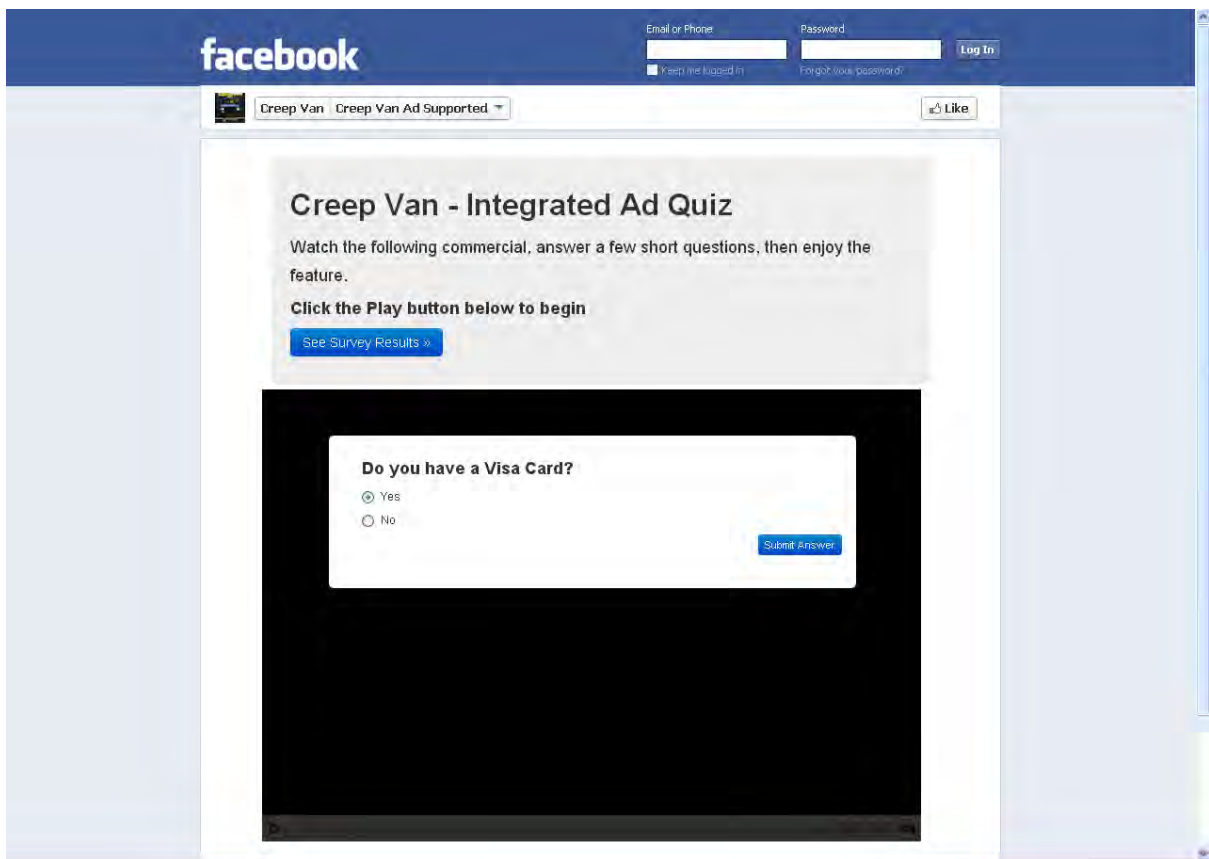 facebook
Email or Phone
Password
Log In
Keep me logged in
Forgot your password?
Creep Van Creep Van Ad Supported
Like
Creep Van - Integrated Ad Quiz
Watch the following commercial, answer a few short questions, then enjoy the
feature.
Click the Play button below to begin
See Survey Results »
Do you have a Visa Card?
Yes
No
Submit Answer